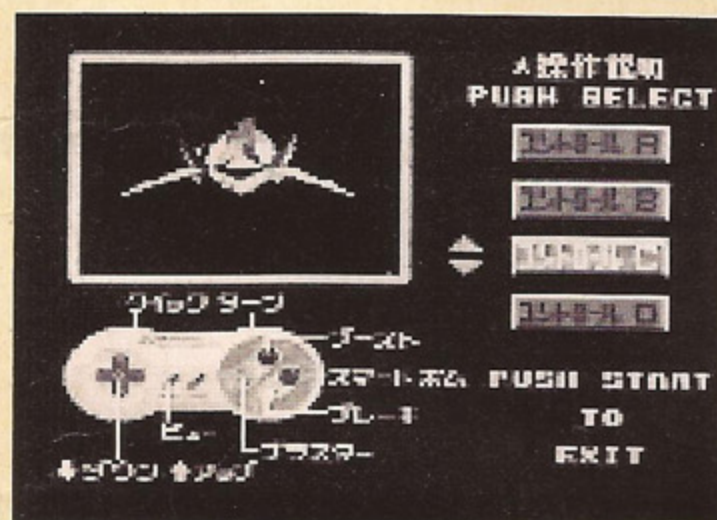 操作説明
PUSH SELECT
コントロール A
コントロール B
コントロール D
クイック ターン
ブースト
スマートボム
ブレーキ
ビュー
ブラスター
↓ダウン ↑アップ
PUSH START
TO
EXIT